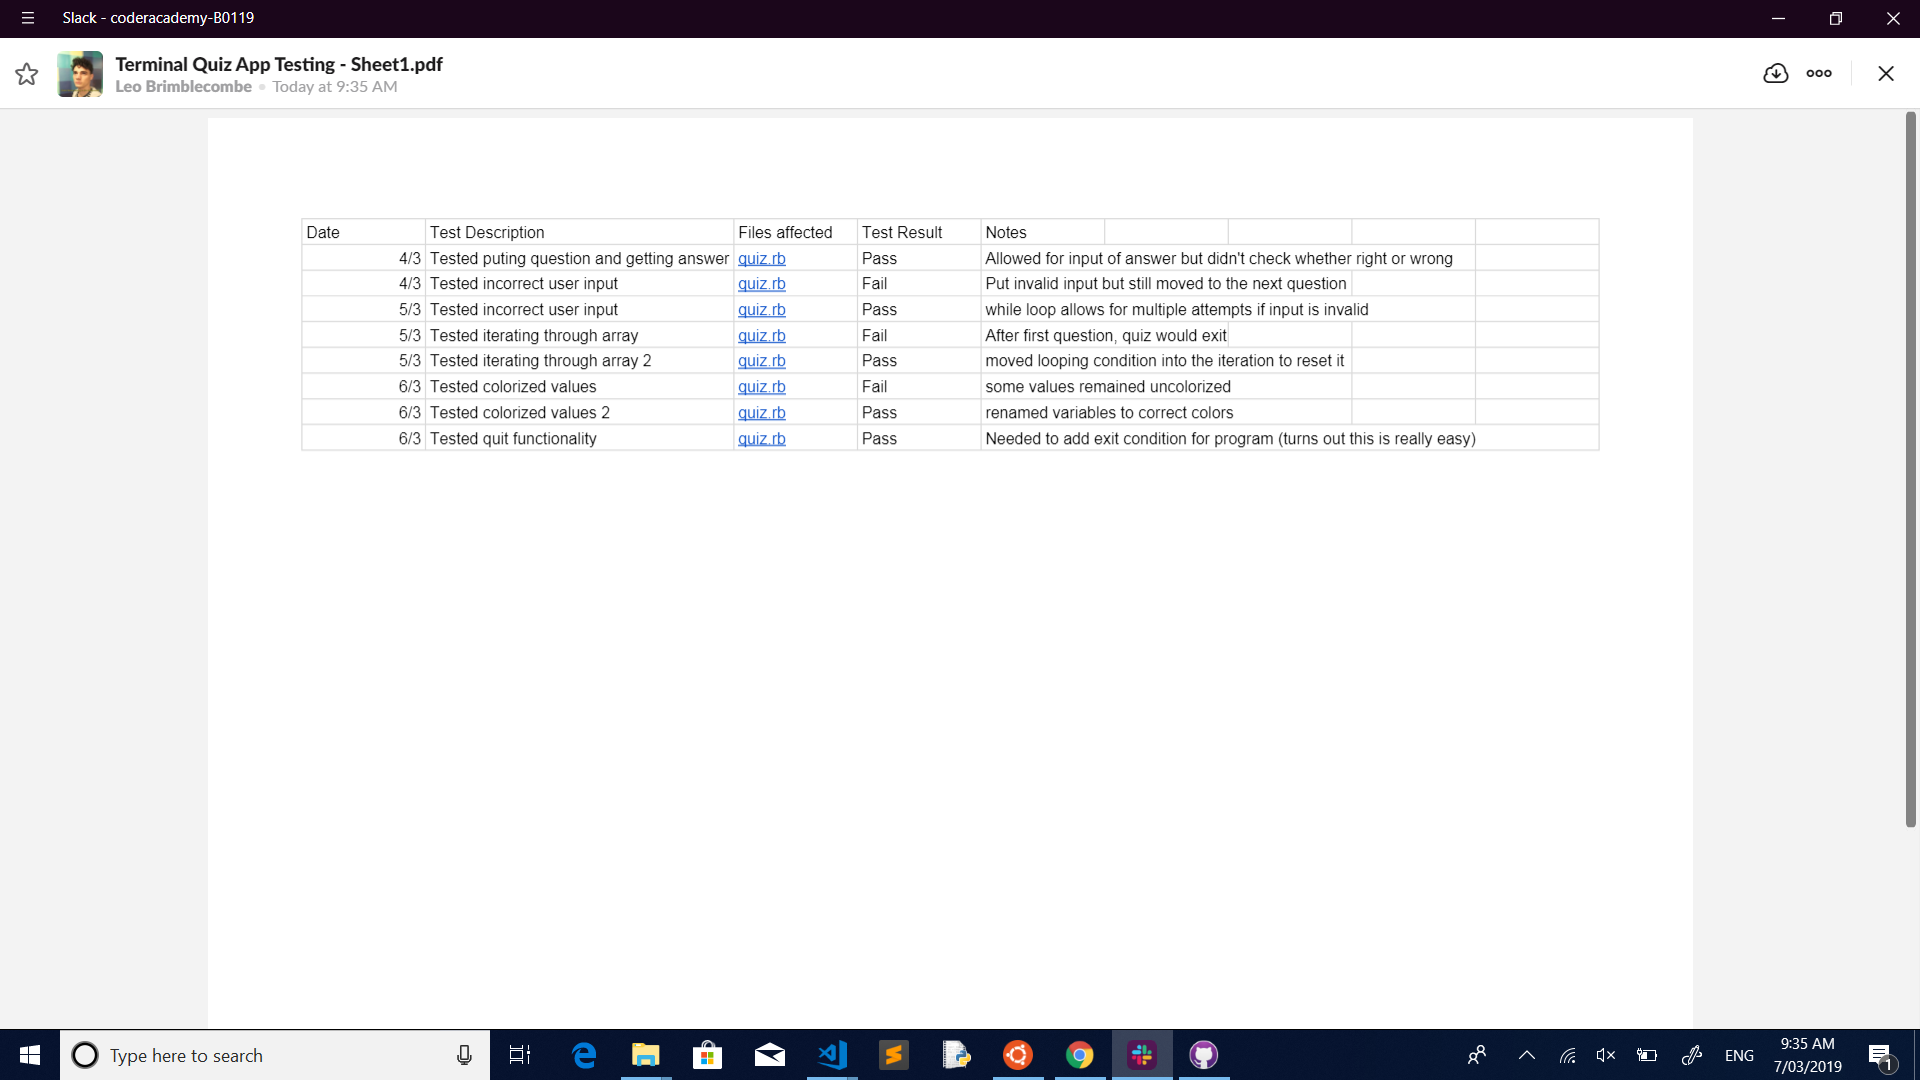 Slack - coderacademy-B0119
Terminal Quiz App Testing - Sheet1.pdf
Leo Brimblecombe • Today at 9:35 AM
Date Test Description Files affected Test Result Notes
4/3 Tested puting question and getting answer quiz.rb Pass Allowed for input of answer but didn't check whether right or wrong
4/3 Tested incorrect user input quiz.rb Fail Put invalid input but still moved to the next question
5/3 Tested incorrect user input quiz.rb Pass while loop allows for multiple attempts if input is invalid
5/3 Tested iterating through array quiz.rb Fail After first question, quiz would exit
5/3 Tested iterating through array 2 quiz.rb Pass moved looping condition into the iteration to reset it
6/3 Tested colorized values quiz.rb Fail some values remained uncolorized
6/3 Tested colorized values 2 quiz.rb Pass renamed variables to correct colors
6/3 Tested quit functionality quiz.rb Pass Needed to add exit condition for program (turns out this is really easy)
Type here to search
ENG
9:35 AM
7/03/2019
1